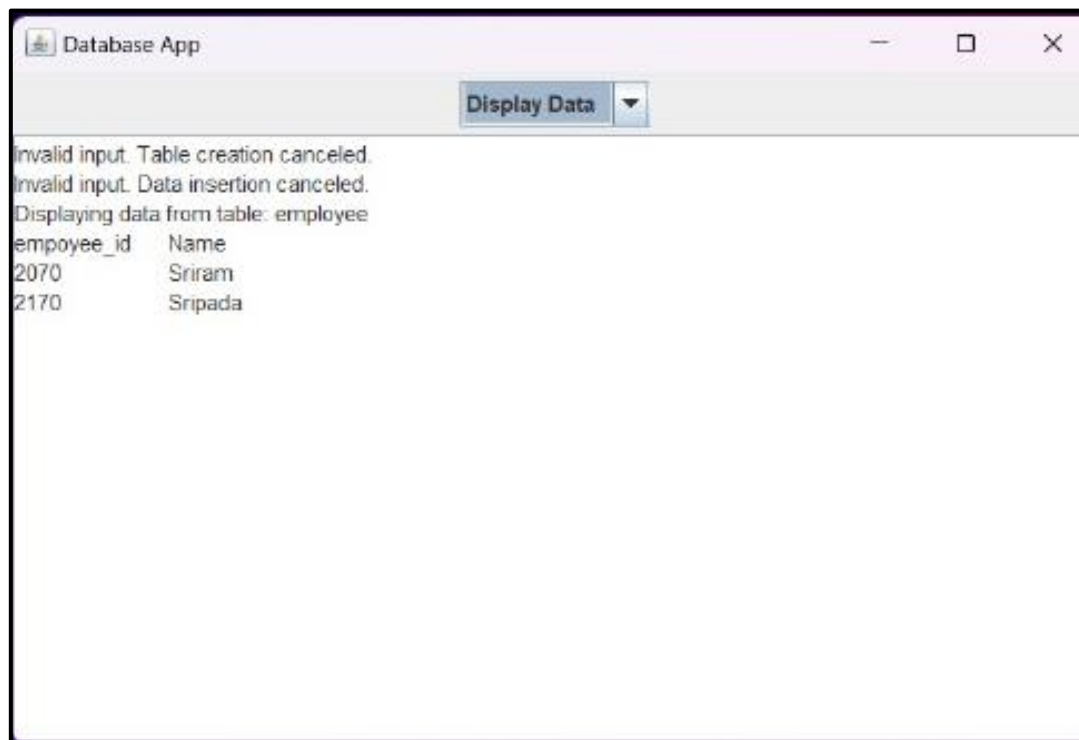 Database App
Display Data
Invalid input. Table creation canceled.
Invalid input. Data insertion canceled.
Displaying data from table: employee
empoyee_id Name
2070 Sriram
2170 Sripada